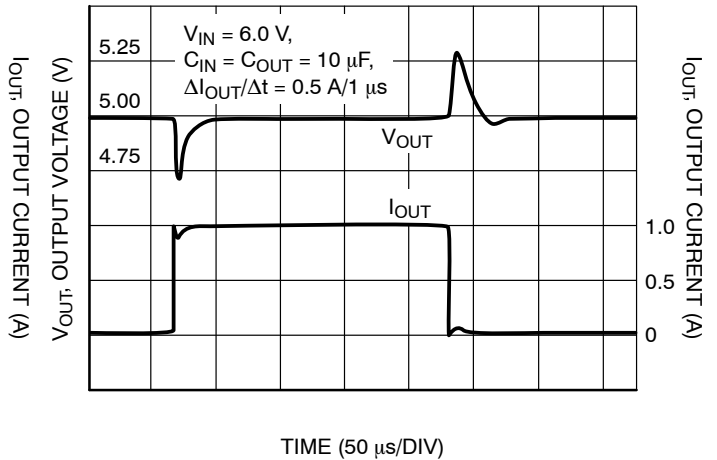 V_IN = 6.0 V,
C_IN = C_OUT = 10 µF,
ΔI_OUT/Δt = 0.5 A/1 µs
5.25
5.00
4.75
V_OUT
I_OUT
1.0
0.5
0
I_OUT, OUTPUT CURRENT (A)
V_OUT, OUTPUT VOLTAGE (V)
I_OUT, OUTPUT CURRENT (A)
TIME (50 µs/DIV)